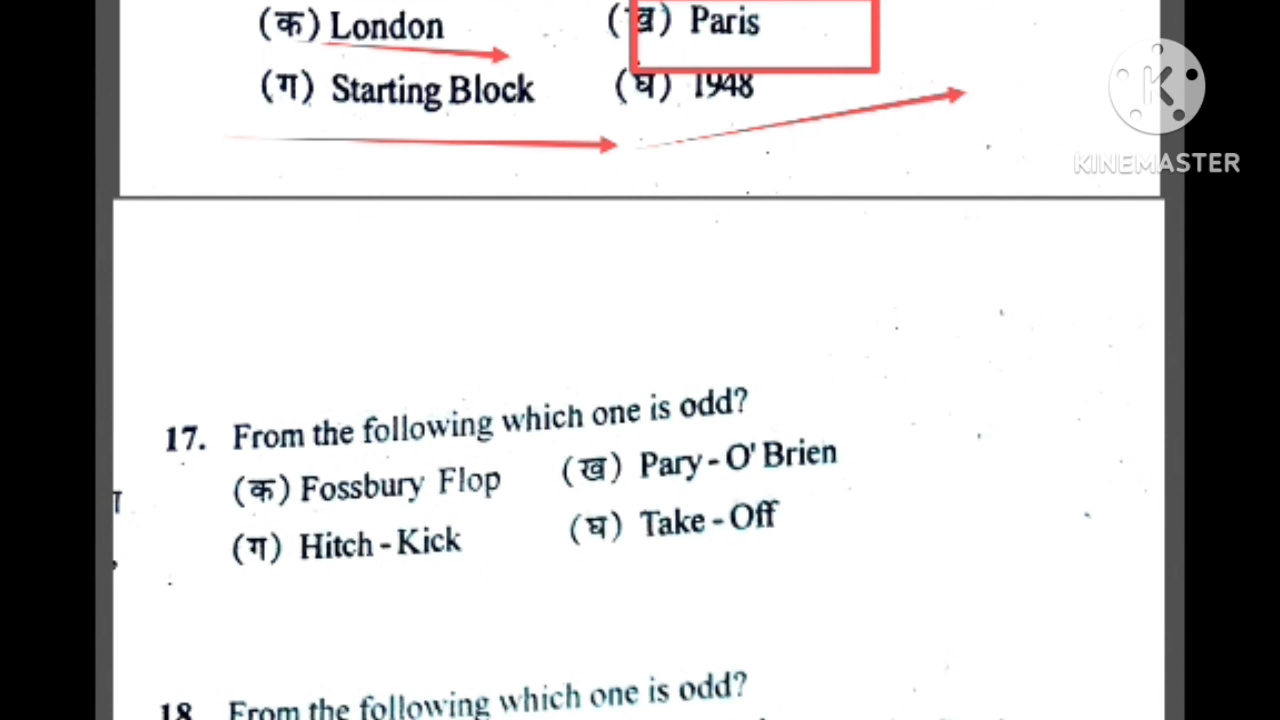 (क) London (ख) Paris
(ग) Starting Block (घ) 1948
KINEMASTER
17. From the following which one is odd?
(क) Fossbury Flop (ख) Pary - O' Brien
(ग) Hitch - Kick (घ) Take - Off
18 From the following which one is odd?